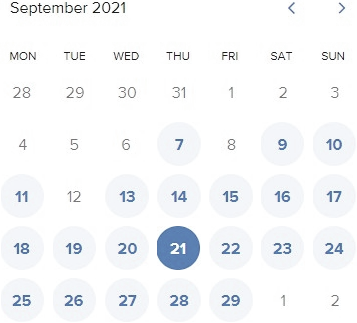 September 2021
MON TUE WED THU FRI SAT SUN
28 29 30 31 1 2 3
4 5 6 7 8 9 10
11 12 13 14 15 16 17
18 19 20 21 22 23 24
25 26 27 28 29 1 2